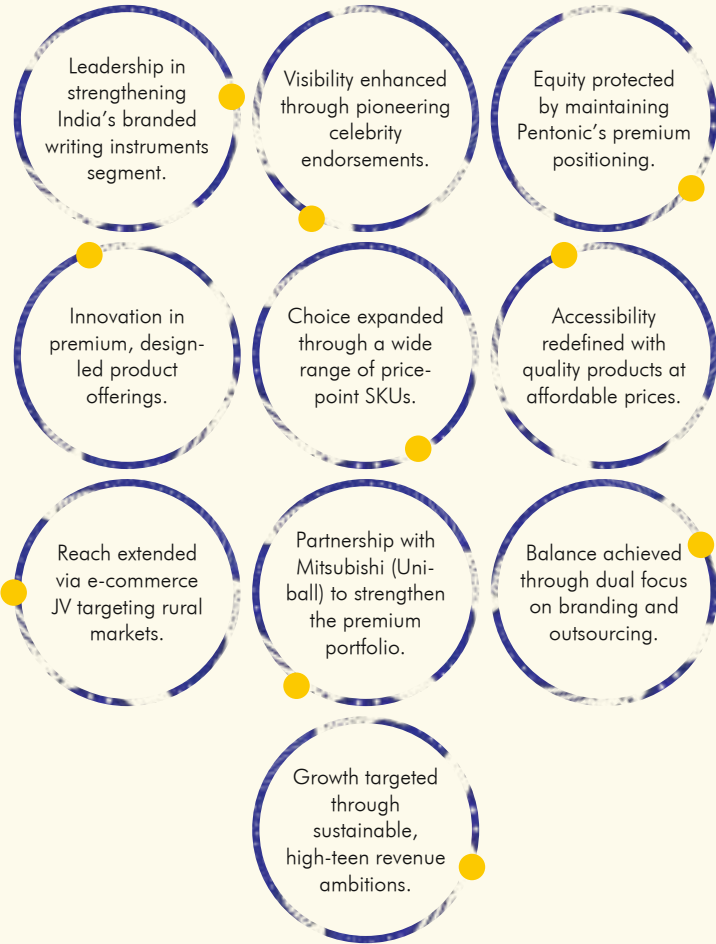 Leadership in
strengthening
India's branded
writing instruments
segment.
Visibility enhanced
through pioneering
celebrity
endorsements.
Equity protected
by maintaining
Pentonic's premium
positioning.
Innovation in
premium, design-
led product
offerings.
Choice expanded
through a wide
range of price-
point SKUs.
Accessibility
redefined with
quality products at
affordable prices.
Reach extended
via e-commerce
JV targeting rural
markets.
Partnership with
Mitsubishi (Uni-
ball) to strengthen
the premium
portfolio.
Balance achieved
through dual focus
on branding and
outsourcing.
Growth targeted
through
sustainable,
high-teen revenue
ambitions.